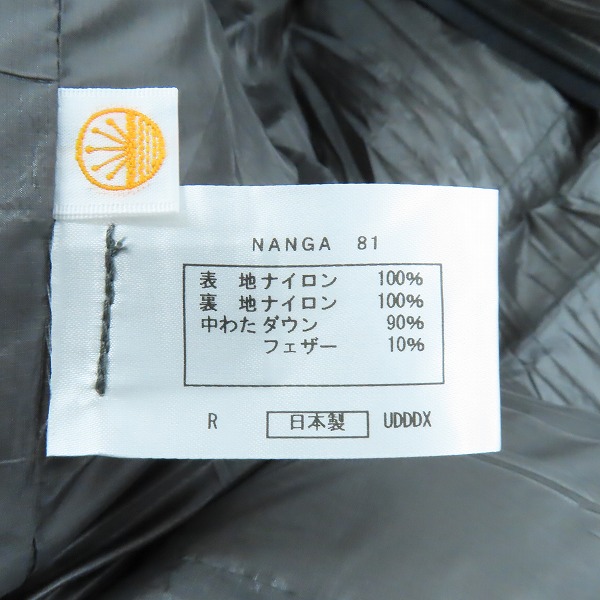 NANGA 81
表 地 ナイロン 100%
裏 地 ナイロン 100%
中わた ダウン 90%
フェザー 10%
R 日本製 UDDDX